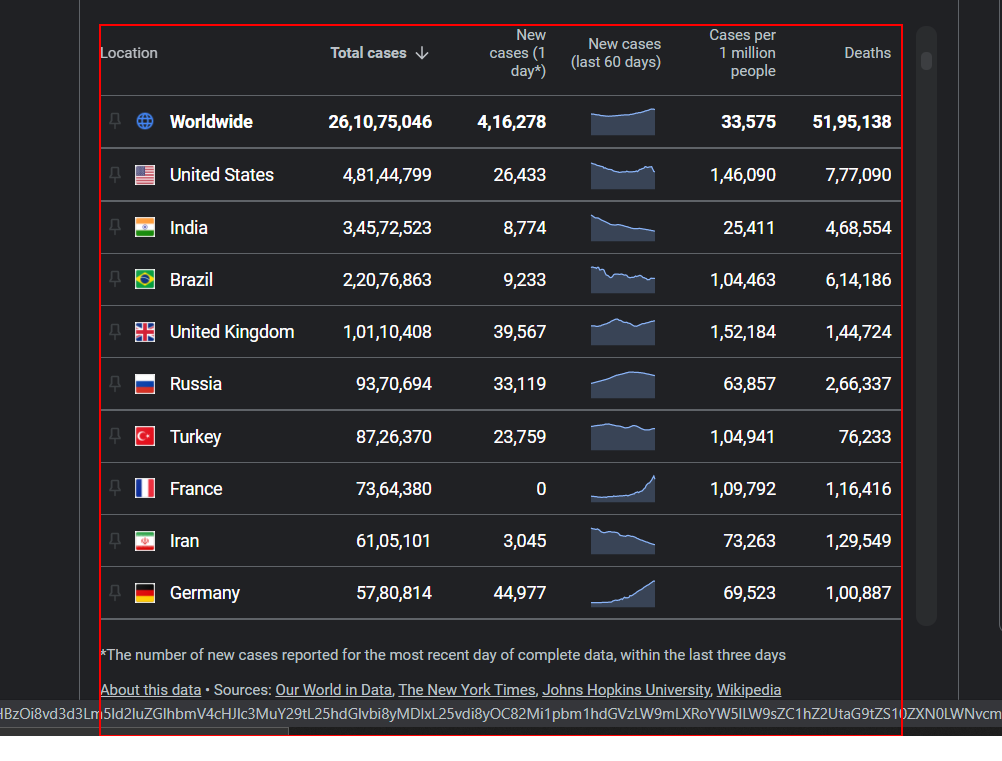 Location Total cases New cases (1 day*) New cases (last 60 days) Cases per 1 million people Deaths
Worldwide 26,10,75,046 4,16,278 33,575 51,95,138
United States 4,81,44,799 26,433 1,46,090 7,77,090
India 3,45,72,523 8,774 25,411 4,68,554
Brazil 2,20,76,863 9,233 1,04,463 6,14,186
United Kingdom 1,01,10,408 39,567 1,52,184 1,44,724
Russia 93,70,694 33,119 63,857 2,66,337
Turkey 87,26,370 23,759 1,04,941 76,233
France 73,64,380 0 1,09,792 1,16,416
Iran 61,05,101 3,045 73,263 1,29,549
Germany 57,80,814 44,977 69,523 1,00,887
*The number of new cases reported for the most recent day of complete data, within the last three days
About this data • Sources: Our World in Data, The New York Times, Johns Hopkins University, Wikipedia